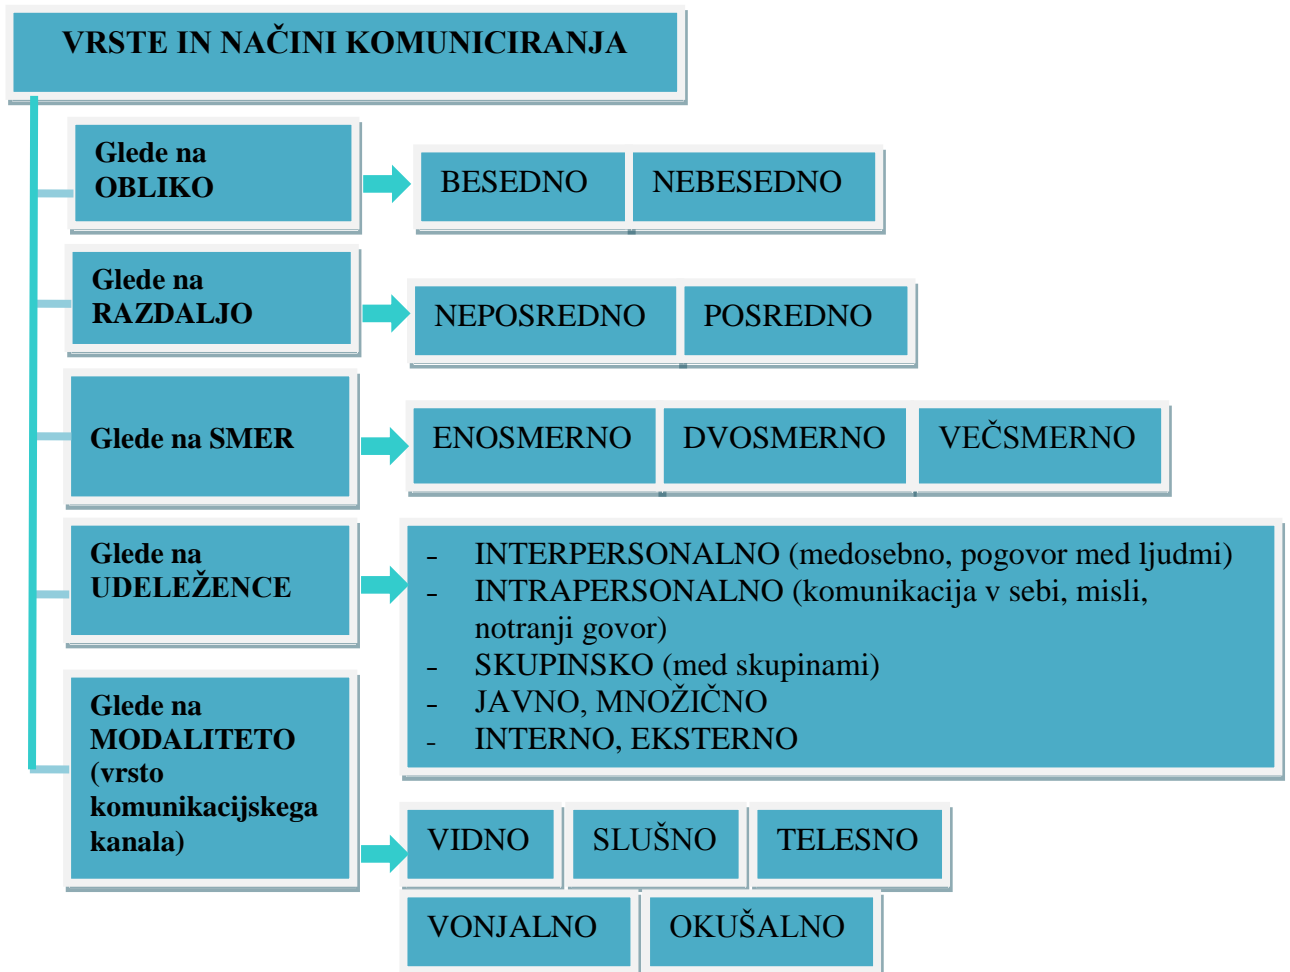 VRSTE IN NAČINI KOMUNICIRANJA
Glede na
OBLIKO
BESEDNO
NEBESEDNO
Glede na
RAZDALJO
NEPOSREDNO
POSREDNO
Glede na SMER
ENOSMERNO
DVOSMERNO
VEČSMERNO
Glede na
UDELEŽENCE
- INTERPERSONALNO (medosebno, pogovor med ljudmi)
- INTRAPERSONALNO (komunikacija v sebi, misli,
notranji govor)
- SKUPINSKO (med skupinami)
- JAVNO, MNOŽIČNO
- INTERNO, EKSTERNO
Glede na
MODALITETO
(vrsto
komunikacijskega
kanala)
VIDNO
SLUŠNO
TELESNO
VONJALNO
OKUŠALNO